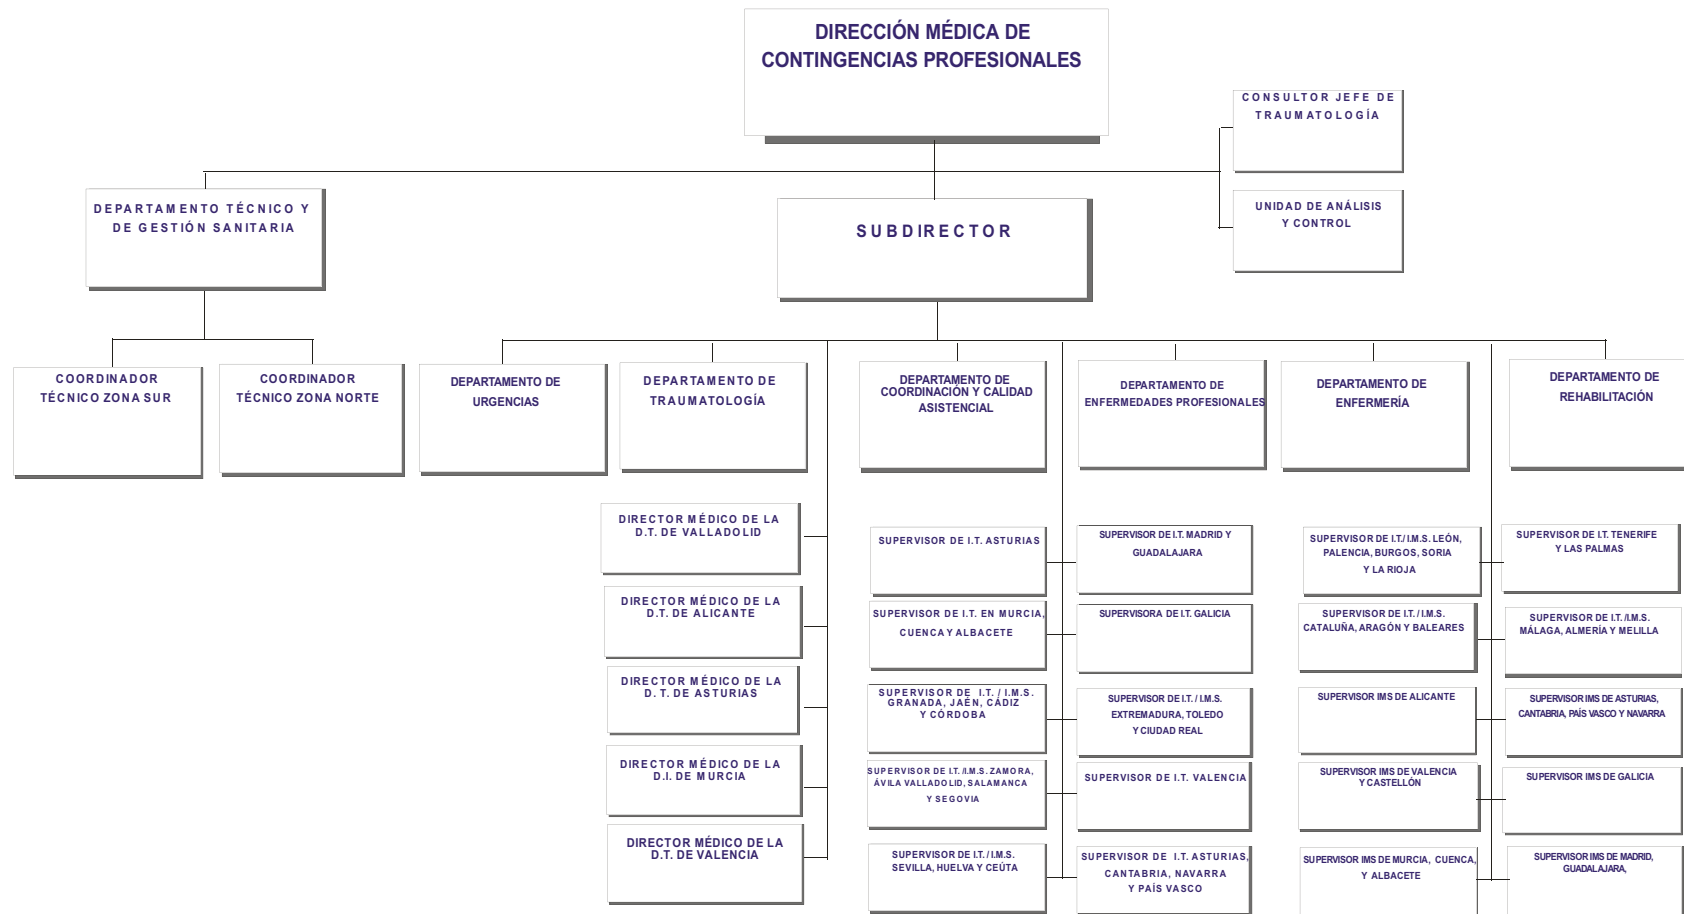 DIRECCIÓN MÉDICA DE
CONTINGENCIAS PROFESIONALES
CONSULTOR JEFE DE
TRAUMATOLOGÍA
DEPARTAMENTO TÉCNICO Y
DE GESTIÓN SANITARIA
SUBDIRECTOR
UNIDAD DE ANÁLISIS
Y CONTROL
COORDINADOR
TÉCNICO ZONA SUR
COORDINADOR
TÉCNICO ZONA NORTE
DEPARTAMENTO DE
URGENCIAS
DEPARTAMENTO DE
TRAUMATOLOGÍA
DEPARTAMENTO DE
COORDINACIÓN Y CALIDAD
ASISTENCIAL
DEPARTAMENTO DE
ENFERMEDADES PROFESIONALES
DEPARTAMENTO DE
ENFERMERÍA
DEPARTAMENTO DE
REHABILITACIÓN
DIRECTOR MÉDICO DE LA
D.T. DE VALLADOLID
DIRECTOR MÉDICO DE LA
D.T. DE ALICANTE
DIRECTOR MÉDICO DE LA
D. T. DE ASTURIAS
DIRECTOR MÉDICO DE LA
D.I. DE MURCIA
DIRECTOR MÉDICO DE LA
D.T. DE VALENCIA
SUPERVISOR DE I.T. ASTURIAS
SUPERVISOR DE I.T. MADRID Y
GUADALAJARA
SUPERVISOR DE I.T. EN MURCIA,
CUENCA Y ALBACETE
SUPERVISORA DE I.T. GALICIA
SUPERVISOR DE I.T. / I.M.S.
GRANADA, JAÉN, CÁDIZ
Y CÓRDOBA
SUPERVISOR DE I.T. / I.M.S.
EXTREMADURA, TOLEDO
Y CIUDAD REAL
SUPERVISOR DE I.T. /I.M.S. ZAMORA,
ÁVILA VALLADOLID, SALAMANCA
Y SEGOVIA
SUPERVISOR DE I.T. VALENCIA
SUPERVISOR DE I.T. / I.M.S.
SEVILLA, HUELVA Y CEÚTA
SUPERVISOR DE I.T. ASTURIAS,
CANTABRIA, NAVARRA
Y PAÍS VASCO
SUPERVISOR DE I.T/ I.M.S. LEÓN,
PALENCIA, BURGOS, SORIA
Y LA RIOJA
SUPERVISOR DE I.T. TENERIFE
Y LAS PALMAS
SUPERVISOR DE I.T. / I.M.S.
CATALUÑA, ARAGÓN Y BALEARES
SUPERVISOR DE I.T. /I.M.S.
MÁLAGA, ALMERÍA Y MELILLA
SUPERVISOR IMS DE ALICANTE
SUPERVISOR IMS DE ASTURIAS,
CANTABRIA, PAÍS VASCO Y NAVARRA
SUPERVISOR IMS DE VALENCIA
Y CASTELLÓN
SUPERVISOR IMS DE GALICIA
SUPERVISOR IMS DE MURCIA, CUENCA,
Y ALBACETE
SUPERVISOR IMS DE MADRID,
GUADALAJARA,